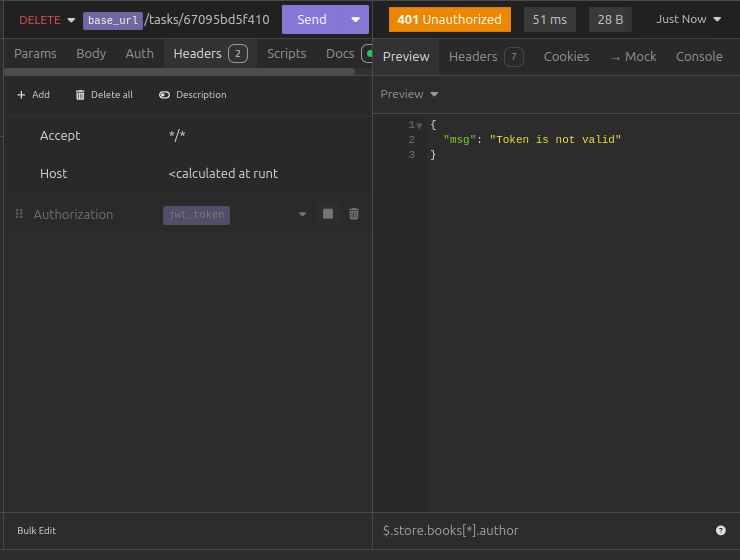 DELETE base_url/tasks/67095bd5f410 Send
401 Unauthorized 51 ms 28 B Just Now
Params Body Auth Headers 2 Scripts Docs
Preview Headers 7 Cookies → Mock Console
+ Add Delete all Description
Preview
Accept */*
Host <calculated at runt
Authorization jwt_token
1 {
2 "msg": "Token is not valid"
3 }
Bulk Edit
$.store.books[*].author ?